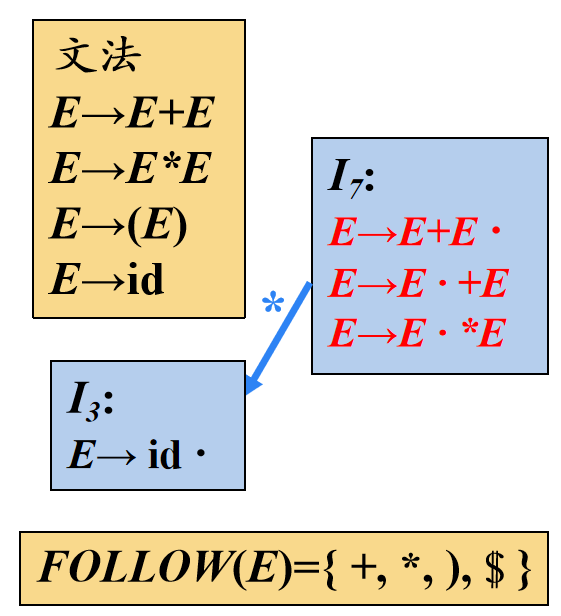 文法
E→E+E
E→E*E
E→(E)
E→id
I7:
E→E+E ·
E→E · +E
E→E · *E
*
I3:
E→ id ·
FOLLOW(E)={ +, *, ), $ }